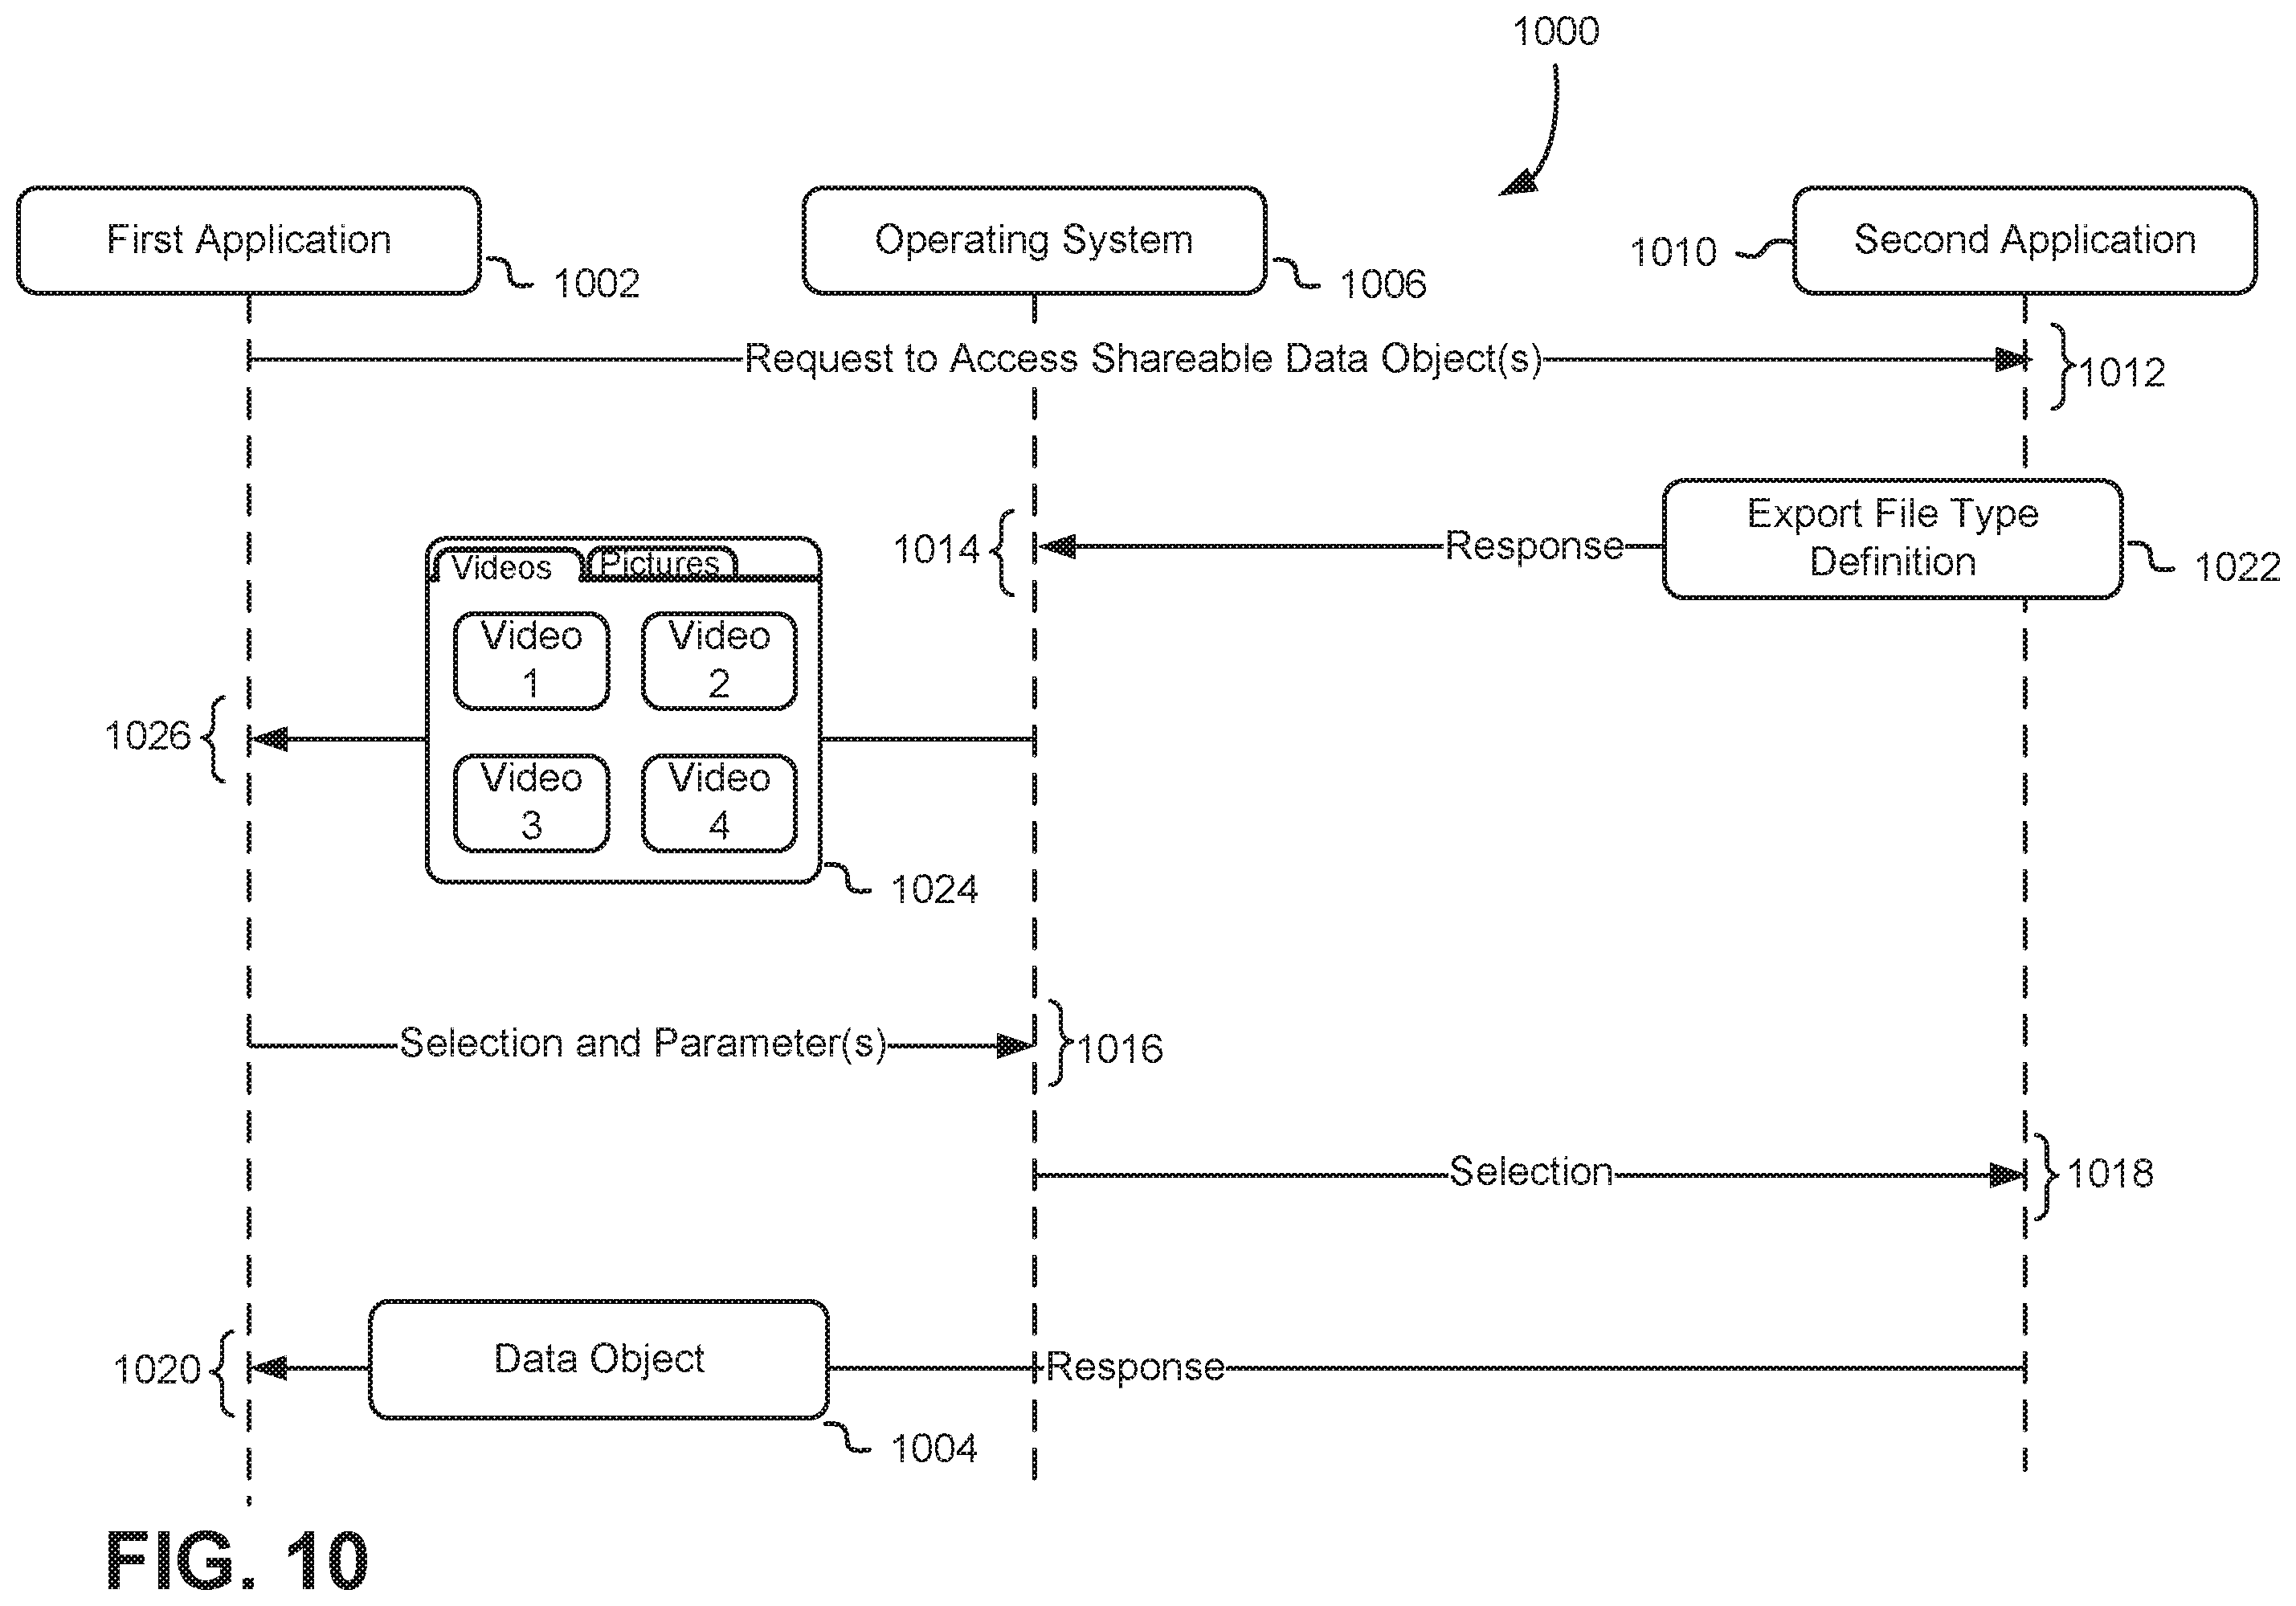 1000
First Application
1002
Operating System
1006
1010
Second Application
Request to Access Shareable Data Object(s)
1012
1014
Response
Export File Type
Definition
1022
Videos
Pictures
Video
1
Video
2
1026
Video
3
Video
4
1024
Selection and Parameter(s)
1016
Selection
1018
1020
Data Object
Response
1004
FIG. 10